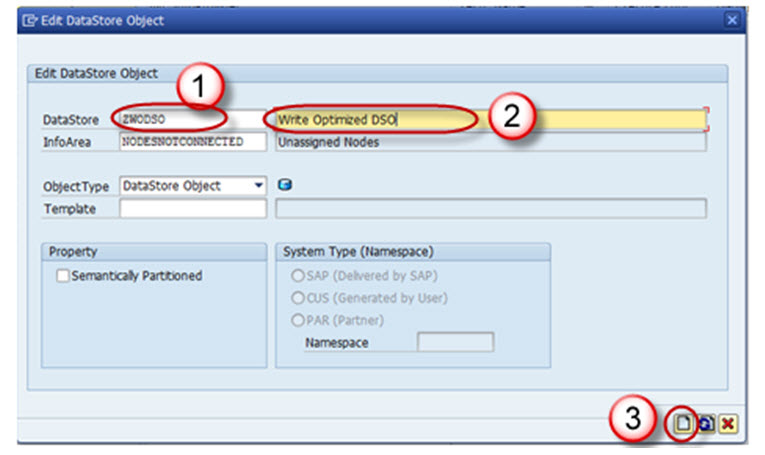 Edit DataStore Object
Edit DataStore Object
1
DataStore ZWODSO Write Optimized DSO 2
InfoArea NODESNOTCONNECTED Unassigned Nodes
ObjectType DataStore Object
Template
Property System Type (Namespace)
Semantically Partitioned SAP (Delivered by SAP)
CUS (Generated by User)
PAR (Partner)
Namespace
3